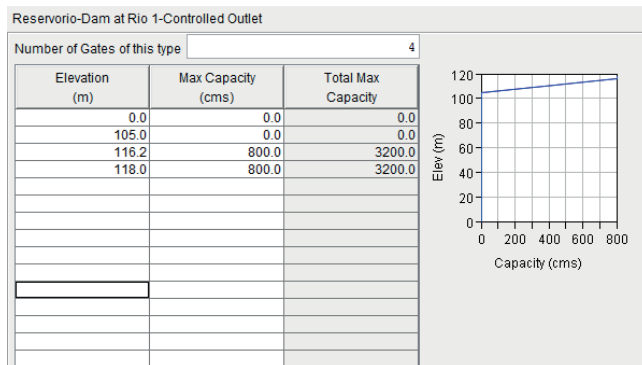 Reservorio-Dam at Rio 1-Controlled Outlet
Number of Gates of this type 4
Elevation (m) Max Capacity (cms) Total Max Capacity
0.0 0.0 0.0
105.0 0.0 0.0
116.2 800.0 3200.0
118.0 800.0 3200.0
120
100
80
60
40
20
0
Elev (m)
0 200 400 600 800
Capacity (cms)